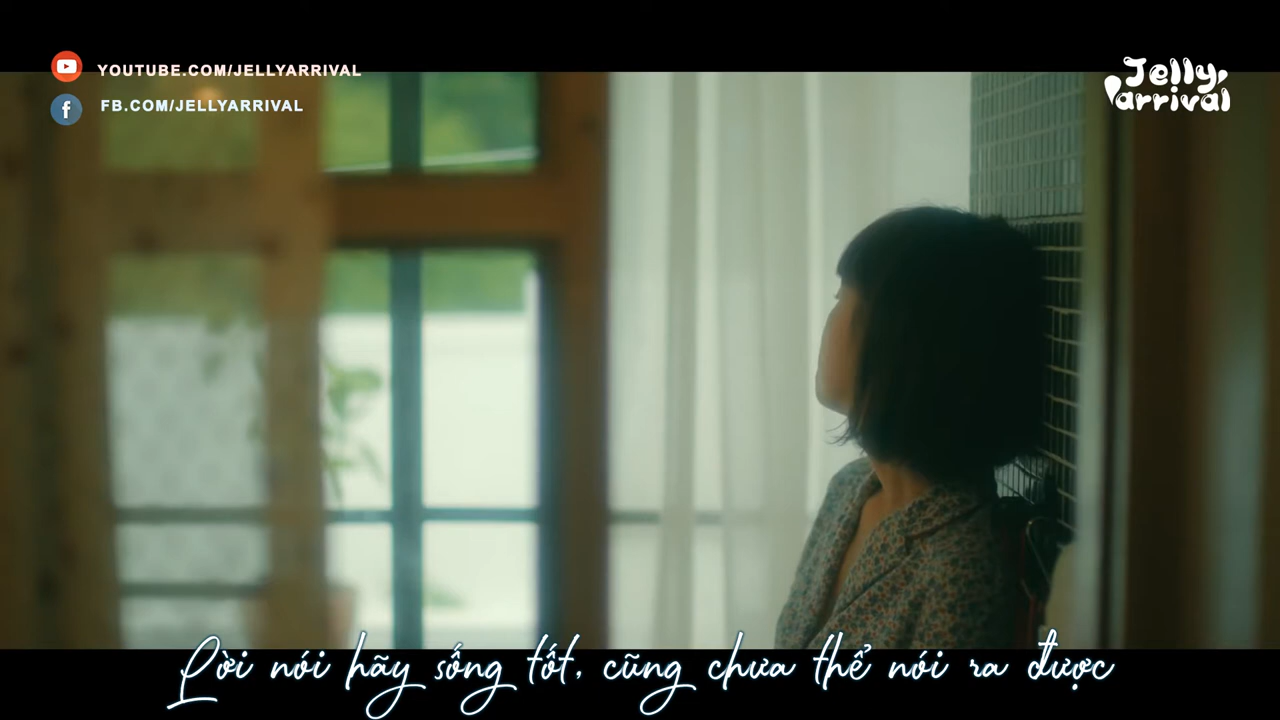 YOUTUBE.COM/JELLYARRIVAL
FB.COM/JELLYARRIVAL
Jelly
arrival
Lời nói hãy sống tốt, cũng chưa thể nói ra được